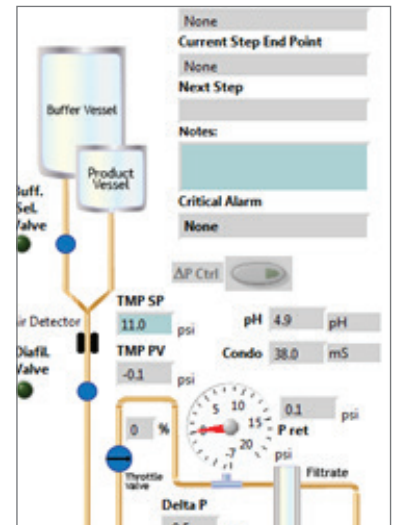 None
Current Step End Point
None
Next Step
Notes:
Buffer Vessel
Product
Vessel
Buff.
Sel.
Valve
Critical Alarm
None
ΔP Ctrl
TMP SP
11.0 psi
pH 4.9 pH
ir Detector
Diafil.
Valve
TMP PV
-0.1 psi
Condo 38.0 mS
0 %
5 10 15 20
-7
psi
0.1 psi
P ret
Throttle
Valve
Filtrate
Delta P